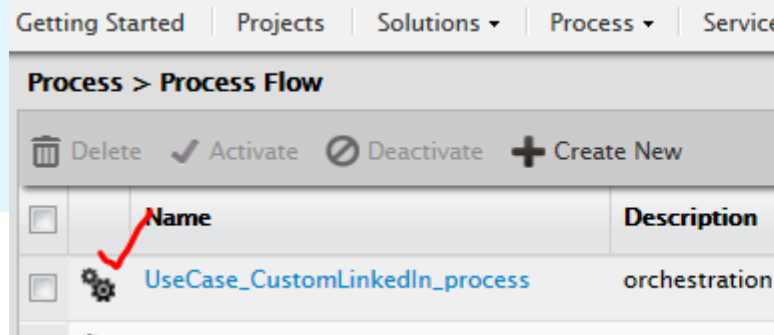 Getting Started Projects Solutions Process Service
Process > Process Flow
Delete Activate Deactivate Create New
Name Description
UseCase_CustomLinkedIn_process orchestration